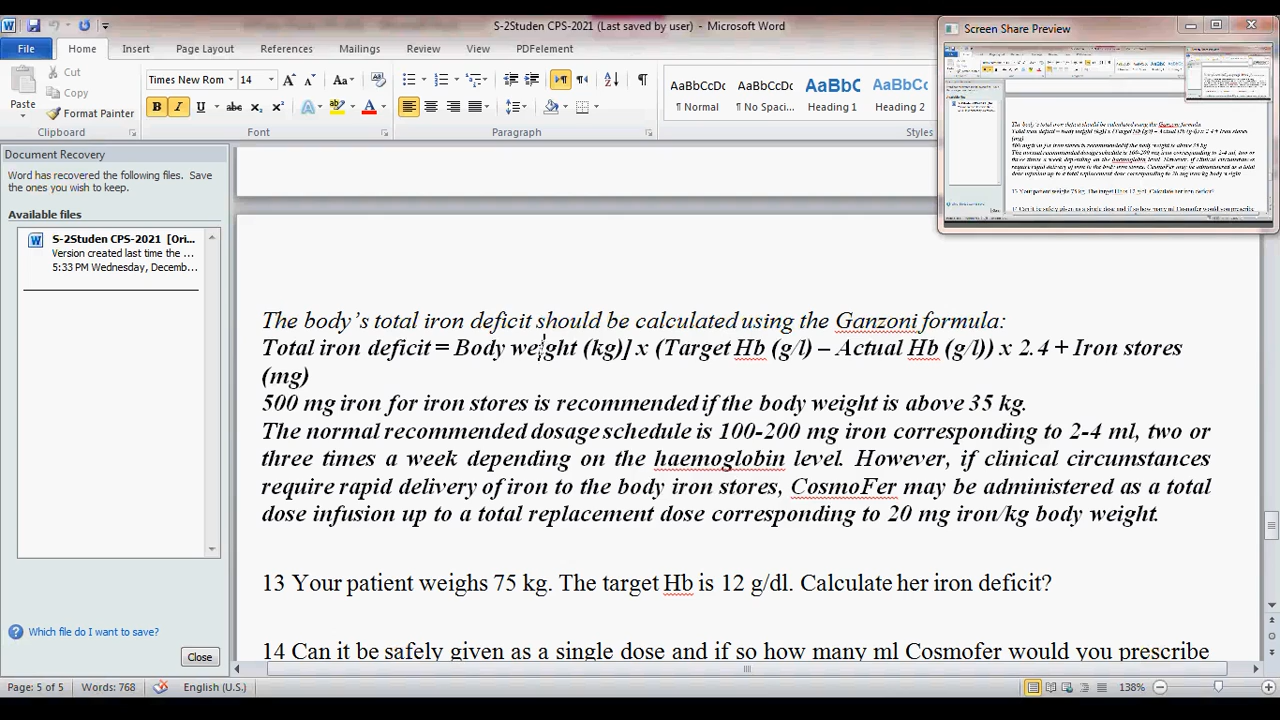 S-2Studen CPS-2021 (Last saved by user) - Microsoft Word
Screen Share Preview
File Home Insert Page Layout References Mailings Review View PDFelement
Paste
Cut
Copy
Format Painter
Clipboard
Times New Rom 14
Font
Paragraph
AaBbCcDc AaBbCcDc AaBbC AaBbCc
¶ Normal ¶ No Spaci... Heading 1 Heading 2
Document Recovery
Word has recovered the following files. Save
the ones you wish to keep.
Available files
S-2Studen CPS-2021 [Ori...
Version created last time the ...
5:33 PM Wednesday, Decemb...
Which file do I want to save?
Close
The body's total iron deficit should be calculated using the Ganzoni formula:
Total iron deficit = Body weight (kg)] x (Target Hb (g/l) – Actual Hb (g/l)) x 2.4 + Iron stores
(mg)
500 mg iron for iron stores is recommended if the body weight is above 35 kg.
The normal recommended dosage schedule is 100-200 mg iron corresponding to 2-4 ml, two or
three times a week depending on the haemoglobin level. However, if clinical circumstances
require rapid delivery of iron to the body iron stores, CosmoFer may be administered as a total
dose infusion up to a total replacement dose corresponding to 20 mg iron/kg body weight.
13 Your patient weighs 75 kg. The target Hb is 12 g/dl. Calculate her iron deficit?
14 Can it be safely given as a single dose and if so how many ml Cosmofer would you prescribe
Page: 5 of 5 Words: 768 English (U.S.) 138%